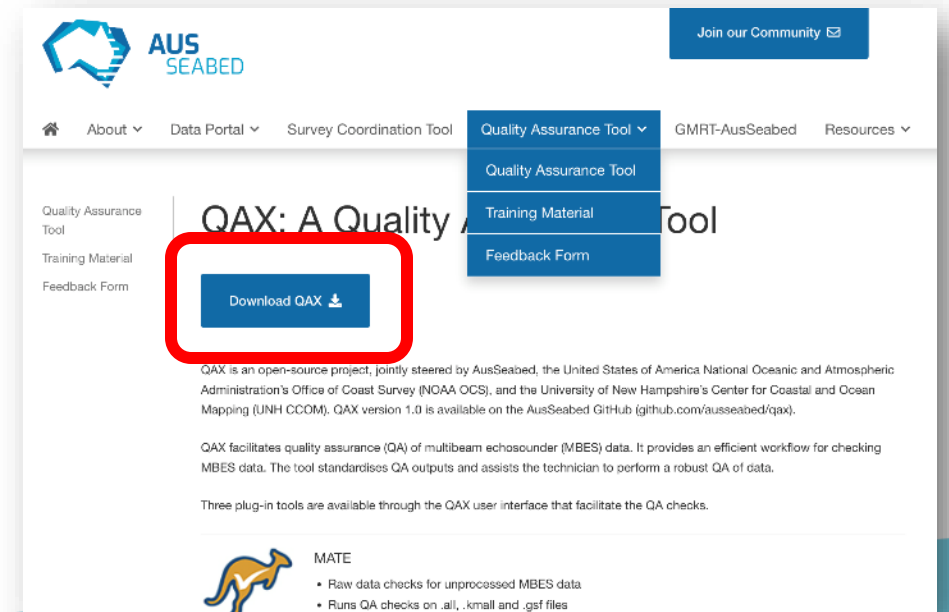 AUS
SEABED
Join our Community
About
Data Portal
Survey Coordination Tool
Quality Assurance Tool
GMRT-AusSeabed
Resources
Quality Assurance Tool
Training Material
Feedback Form
Quality Assurance
Tool
Training Material
Feedback Form
QAX: A Quality A Tool
Download QAX
QAX is an open-source project, jointly steered by AusSeabed, the United States of America National Oceanic and Atmospheric
Administration's Office of Coast Survey (NOAA OCS), and the University of New Hampshire's Center for Coastal and Ocean
Mapping (UNH CCOM). QAX version 1.0 is available on the AusSeabed GitHub (github.com/ausseabed/qax).
QAX facilitates quality assurance (QA) of multibeam echosounder (MBES) data. It provides an efficient workflow for checking
MBES data. The tool standardises QA outputs and assists the technician to perform a robust QA of data.
Three plug-in tools are available through the QAX user interface that facilitate the QA checks.
MATE
• Raw data checks for unprocessed MBES data
• Runs QA checks on .all, .kmall and .gsf files